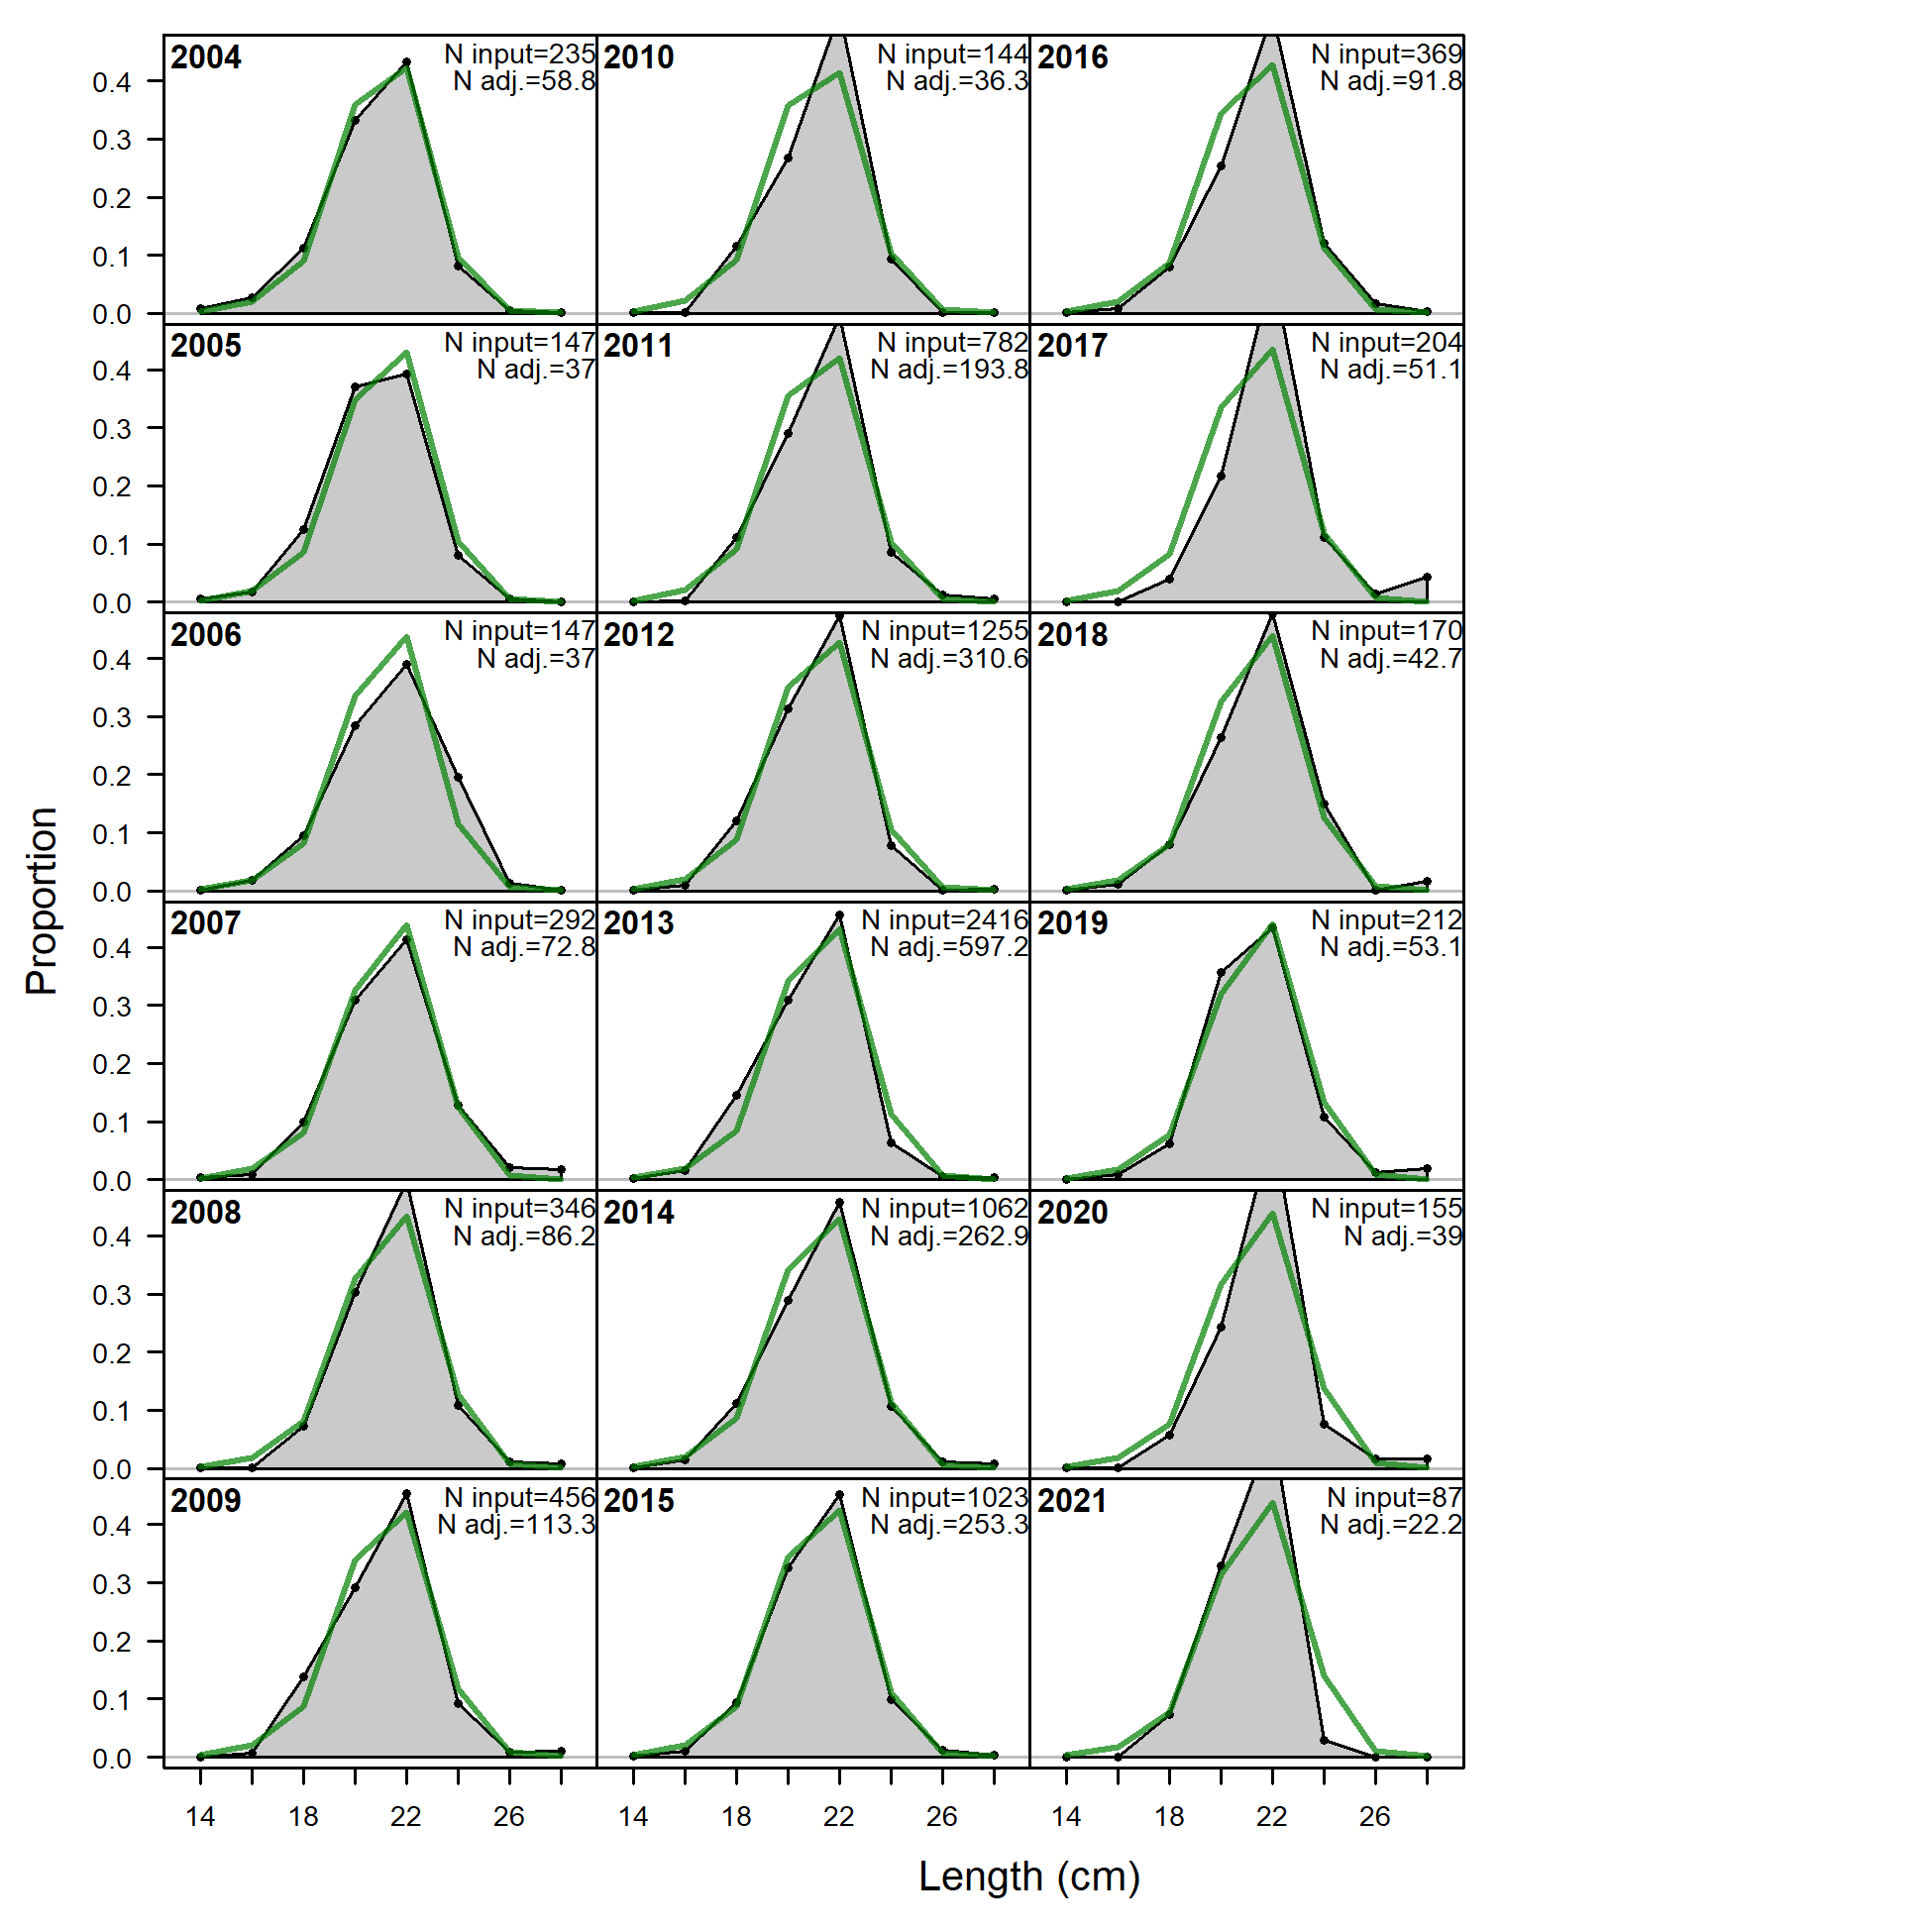 2004
N input=235
N adj.=58.8
2010
N input=144
N adj.=36.3
2016
N input=369
N adj.=91.8
0.4
0.3
0.2
0.1
0.0
2005
N input=147
N adj.=37
2011
N input=782
N adj.=193.8
2017
N input=204
N adj.=51.1
0.4
0.3
0.2
0.1
0.0
2006
N input=147
N adj.=37
2012
N input=1255
N adj.=310.6
2018
N input=170
N adj.=42.7
0.4
0.3
0.2
0.1
0.0
Proportion
2007
N input=292
N adj.=72.8
2013
N input=2416
N adj.=597.2
2019
N input=212
N adj.=53.1
0.4
0.3
0.2
0.1
0.0
2008
N input=346
N adj.=86.2
2014
N input=1062
N adj.=262.9
2020
N input=155
N adj.=39
0.4
0.3
0.2
0.1
0.0
2009
N input=456
N adj.=113.3
2015
N input=1023
N adj.=253.3
2021
N input=87
N adj.=22.2
0.4
0.3
0.2
0.1
0.0
14 18 22 26 14 18 22 26 14 18 22 26
Length (cm)